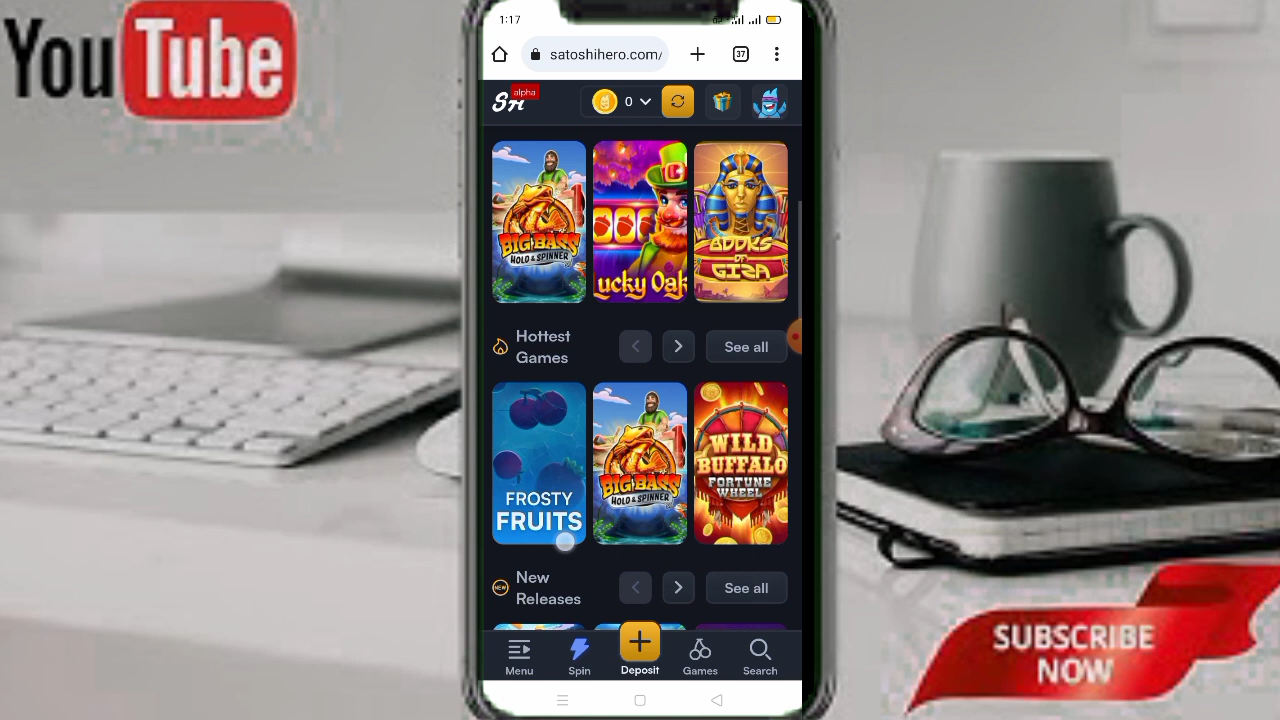 YouTube
1:17
satoshihero.com/
37
SH
alpha
0
BIG BASS
HOLD & SPINNER
Lucky Oak
BOOKS
OF
GIZA
Hottest
Games
See all
FROSTY
FRUITS
BIG BASS
HOLD & SPINNER
WILD
BUFFALO
FORTUNE
WHEEL
NEW
New
Releases
See all
Menu
Spin
Deposit
Games
Search
SUBSCRIBE
NOW